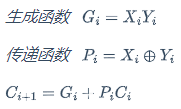 生成函数 Gᵢ = XᵢYᵢ
传递函数 Pᵢ = Xᵢ ⊕ Yᵢ
Cᵢ₊₁ = Gᵢ + PᵢCᵢ